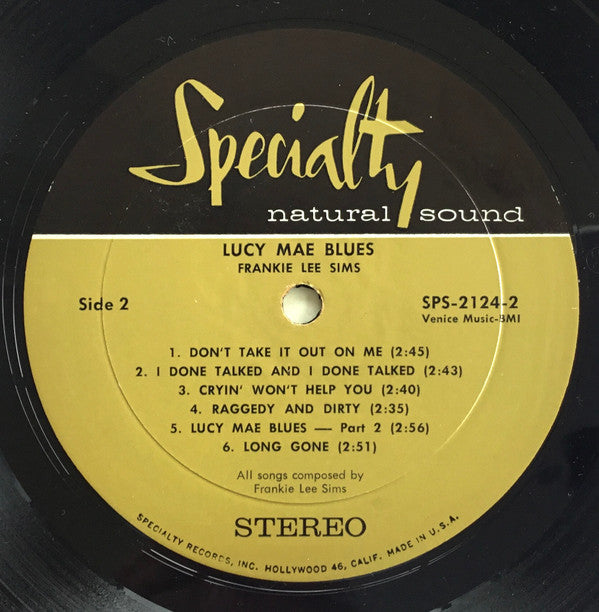 Specialty
natural sound
LUCY MAE BLUES
FRANKIE LEE SIMS
Side 2
SPS-2124-2
Venice Music-BMI
1. DON'T TAKE IT OUT ON ME (2:45)
2. I DONE TALKED AND I DONE TALKED (2:43)
3. CRYIN' WON'T HELP YOU (2:40)
4. RAGGEDY AND DIRTY (2:35)
5. LUCY MAE BLUES — Part 2 (2:56)
6. LONG GONE (2:51)
All songs composed by
Frankie Lee Sims
STEREO
SPECIALTY RECORDS, INC. HOLLYWOOD 46, CALIF. MADE IN U.S.A.